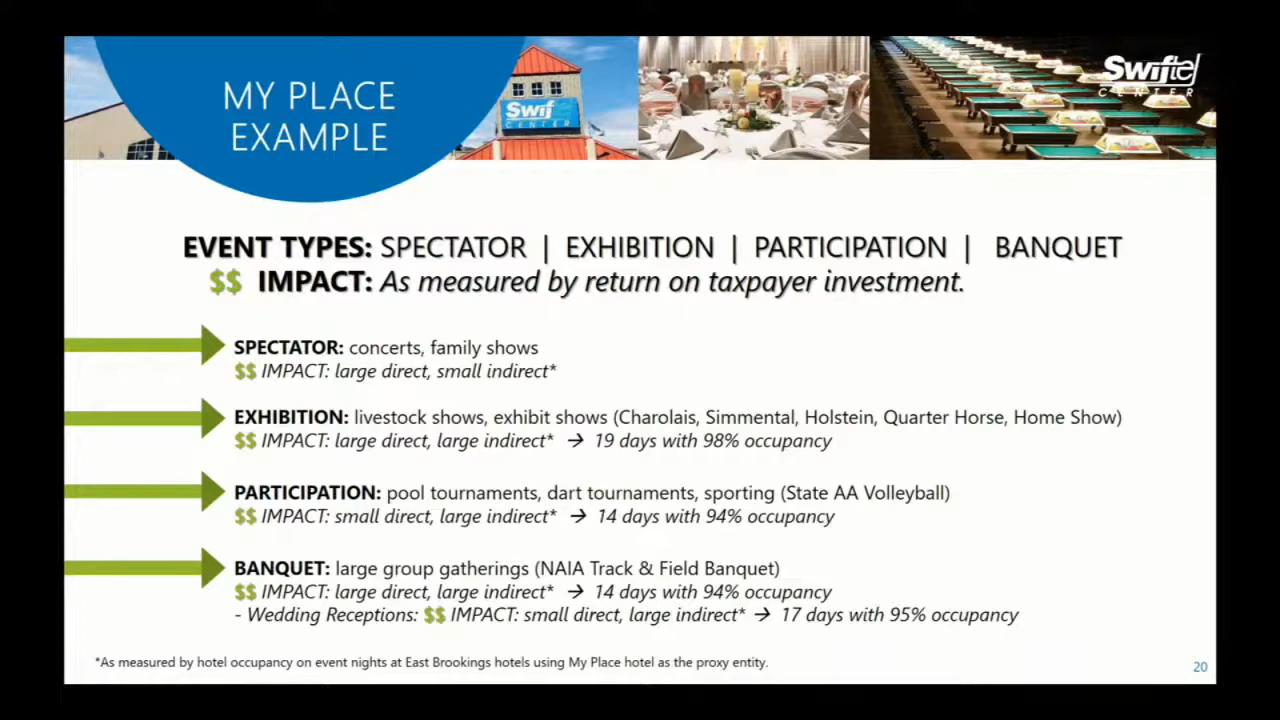 MY PLACE
EXAMPLE
Swif
CENTER
Swiftel
CENTER
EVENT TYPES: SPECTATOR | EXHIBITION | PARTICIPATION | BANQUET
$$ IMPACT: As measured by return on taxpayer investment.
SPECTATOR: concerts, family shows
$$ IMPACT: large direct, small indirect*
EXHIBITION: livestock shows, exhibit shows (Charolais, Simmental, Holstein, Quarter Horse, Home Show)
$$ IMPACT: large direct, large indirect* → 19 days with 98% occupancy
PARTICIPATION: pool tournaments, dart tournaments, sporting (State AA Volleyball)
$$ IMPACT: small direct, large indirect* → 14 days with 94% occupancy
BANQUET: large group gatherings (NAIA Track & Field Banquet)
$$ IMPACT: large direct, large indirect* → 14 days with 94% occupancy
- Wedding Receptions: $$ IMPACT: small direct, large indirect* → 17 days with 95% occupancy
*As measured by hotel occupancy on event nights at East Brookings hotels using My Place hotel as the proxy entity.
20